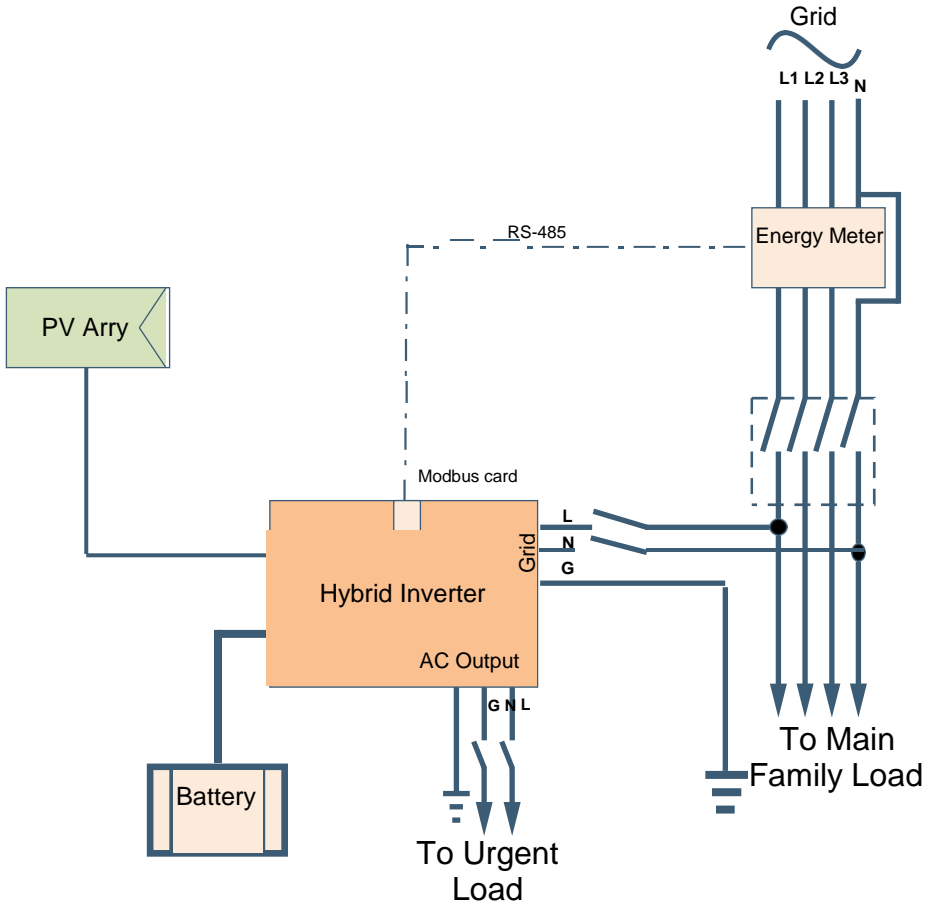 Grid
L1 L2 L3 N
RS-485
Energy Meter
PV Arry
Modbus card
L
N
G
Grid
Hybrid Inverter
AC Output
G N L
To Main
Family Load
Battery
To Urgent
Load